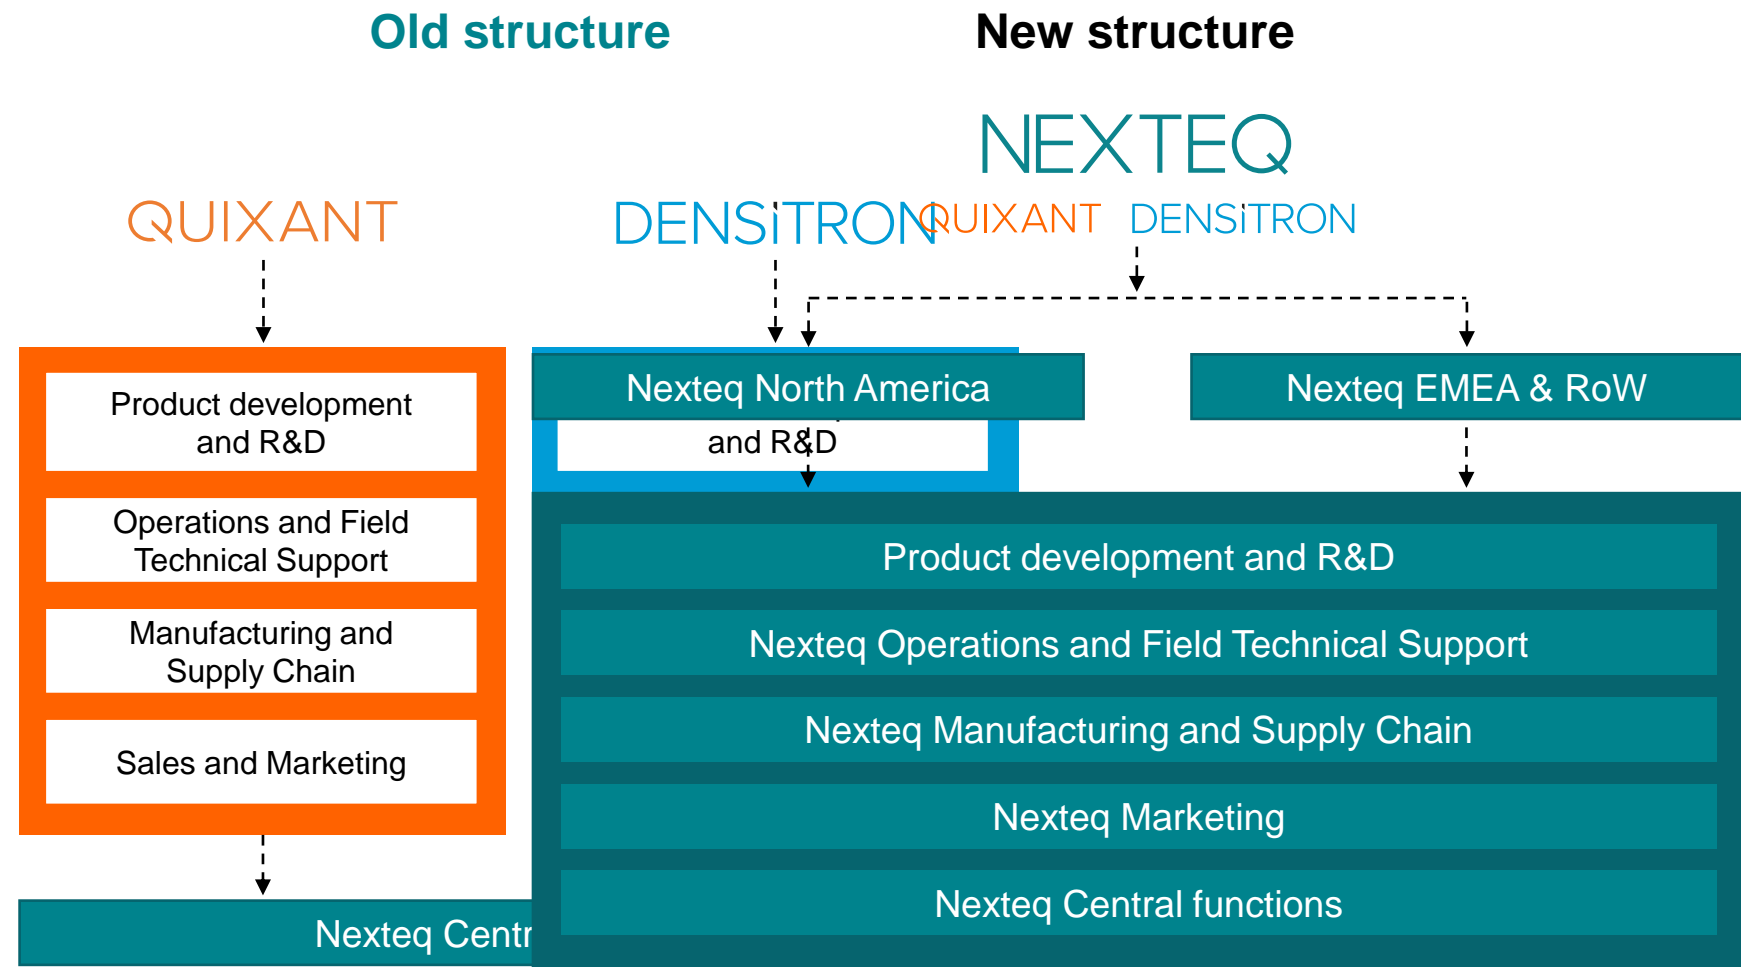 Old structure
New structure
NEXTEQ
QUIXANT
DENSiTRON
QUIXANT DENSiTRON
Product development
and R&D
Operations and Field
Technical Support
Manufacturing and
Supply Chain
Sales and Marketing
Nexteq North America
and R&D
Nexteq EMEA & RoW
Product development and R&D
Nexteq Operations and Field Technical Support
Nexteq Manufacturing and Supply Chain
Nexteq Marketing
Nexteq Central functions
Nexteq Centr